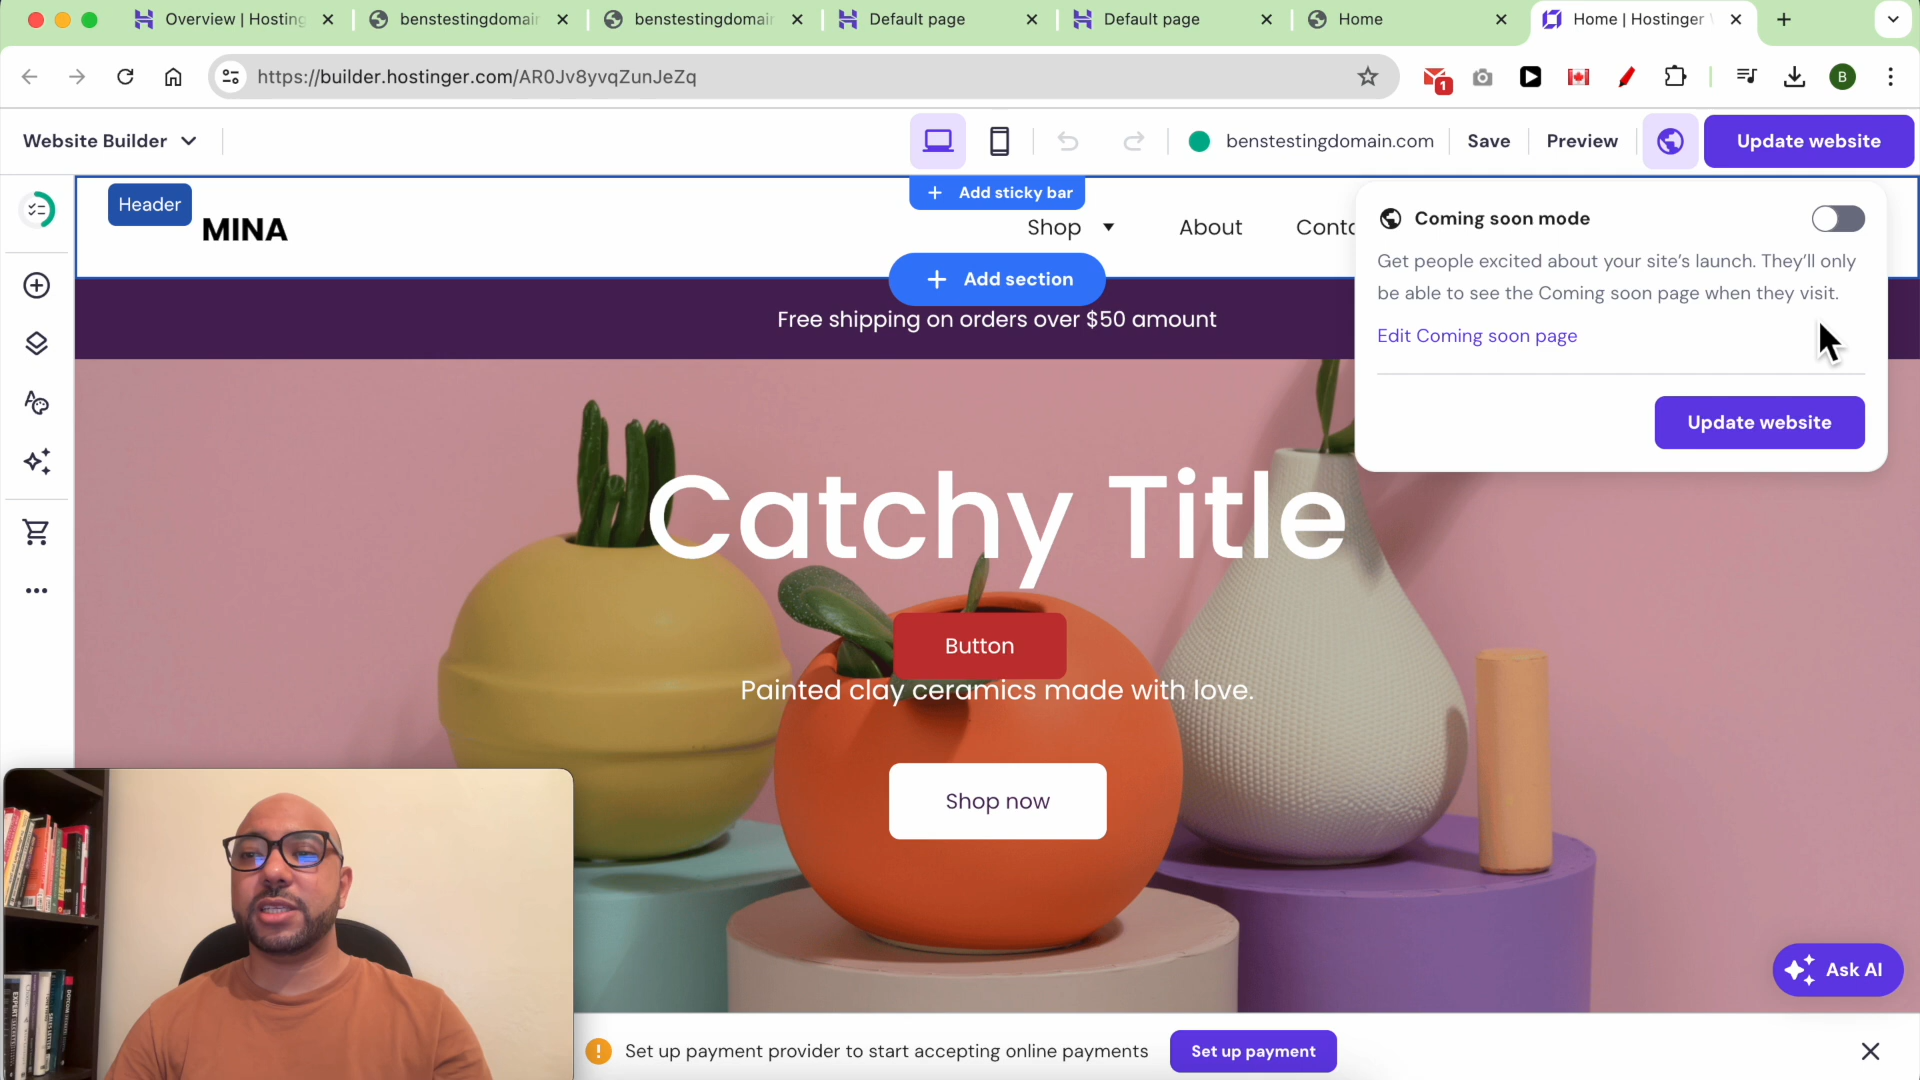 Overview | Hosting
benstestingdomain
benstestingdomain
Default page
Default page
Home
Home | Hostinger
https://builder.hostinger.com/AR0Jv8yvqZunJeZq
1
B
Website Builder
benstestingdomain.com
Save
Preview
Update website
Header
MINA
+ Add sticky bar
Shop
About
Conta
+ Add section
Free shipping on orders over $50 amount
Coming soon mode
Get people excited about your site's launch. They'll only
be able to see the Coming soon page when they visit.
Edit Coming soon page
Update website
Catchy Title
Button
Painted clay ceramics made with love.
Shop now
Ask AI
Set up payment provider to start accepting online payments
Set up payment